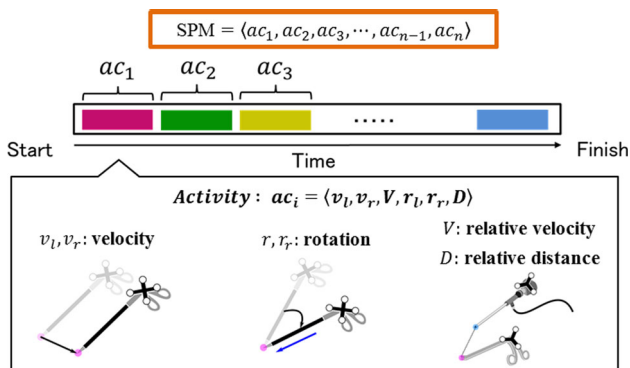 SPM = ⟨ac₁, ac₂, ac₃, ⋯, acₙ₋₁, acₙ⟩
ac₁ ac₂ ac₃
.....
Start Time Finish
Activity : acᵢ = ⟨vₗ, vᵣ, V, rₗ, rᵣ, D⟩
vₗ, vᵣ: velocity
r, rᵣ: rotation
V: relative velocity
D: relative distance